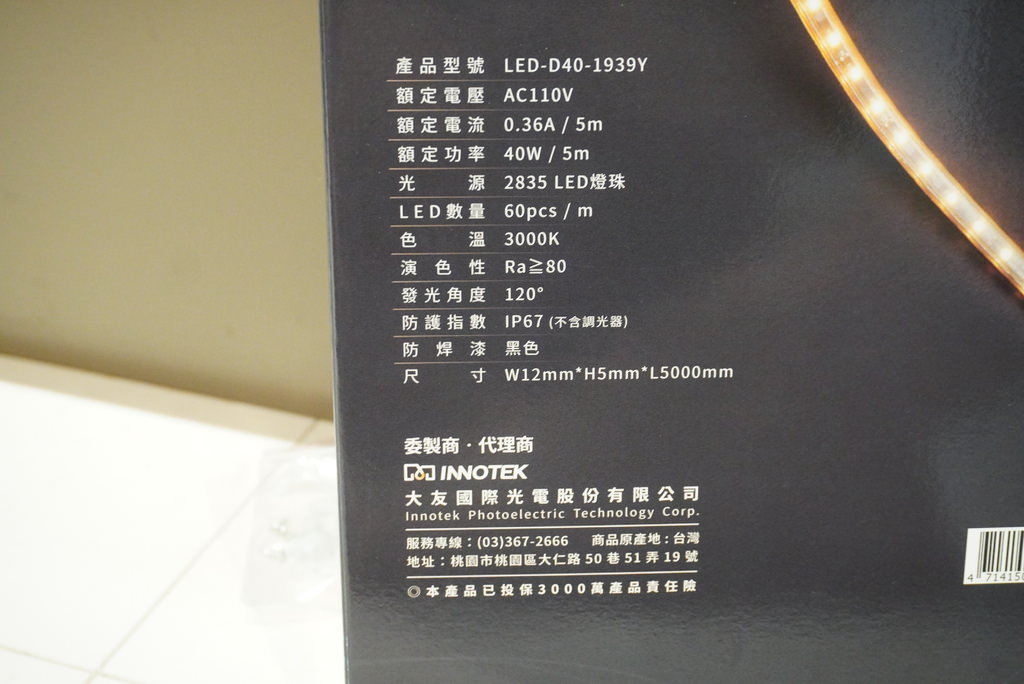 產品型號 LED-D40-1939Y
額定電壓 AC110V
額定電流 0.36A / 5m
額定功率 40W / 5m
光源 2835 LED燈珠
LED數量 60pcs / m
色溫 3000K
演色性 Ra≧80
發光角度 120°
防護指數 IP67 (不含調光器)
防焊漆 黑色
尺寸 W12mm*H5mm*L5000mm
委製商·代理商
INNOTEK
大友國際光電股份有限公司
Innotek Photoelectric Technology Corp.
服務專線：(03)367-2666 商品原產地：台灣
地址：桃園市桃園區大仁路50巷51弄19號
◎本產品已投保3000萬產品責任險
4 714150